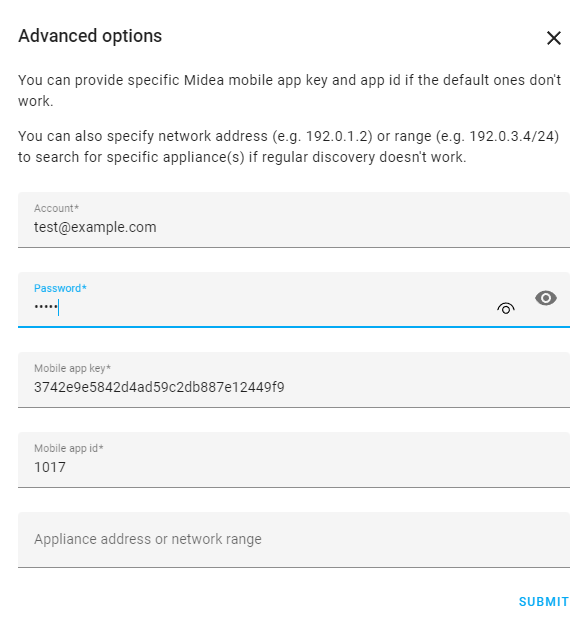 Advanced options
You can provide specific Midea mobile app key and app id if the default ones don't
work.
You can also specify network address (e.g. 192.0.1.2) or range (e.g. 192.0.3.4/24)
to search for specific appliance(s) if regular discovery doesn't work.
Account*
test@example.com
Password*
•••••
Mobile app key*
3742e9e5842d4ad59c2db887e12449f9
Mobile app id*
1017
Appliance address or network range
SUBMIT